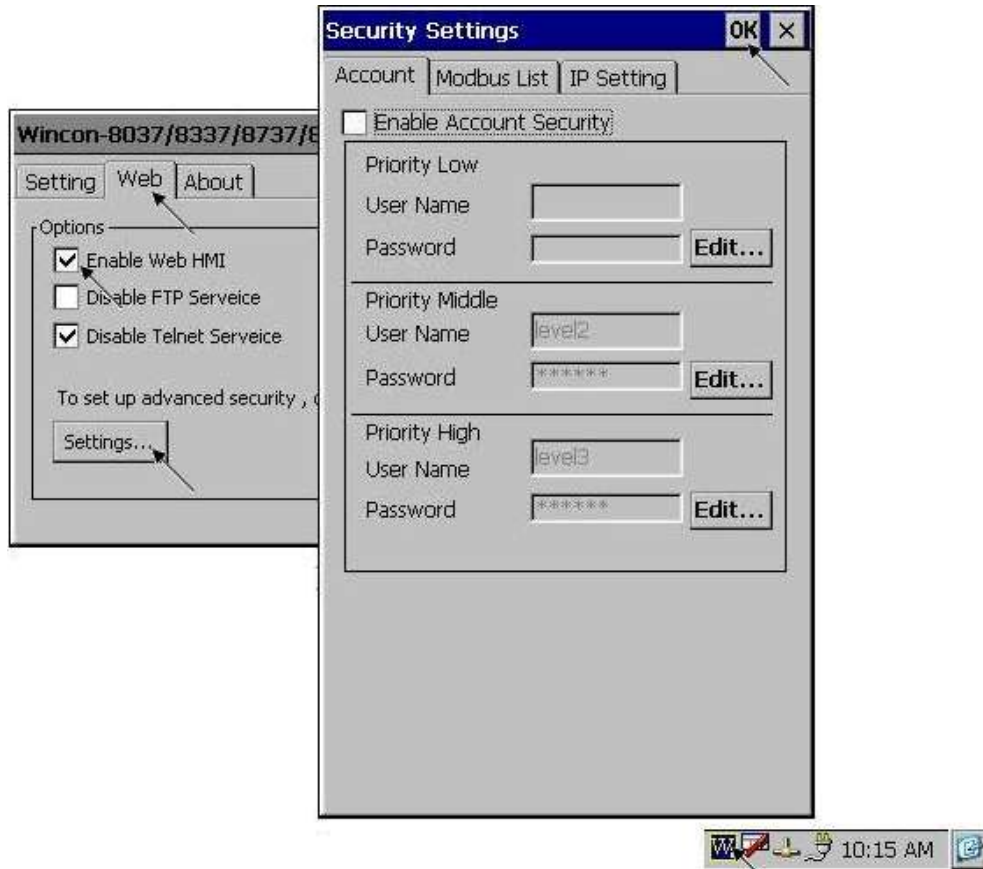 Wincon-8037/8337/8737/8
Setting Web About
Options
Enable Web HMI
Disable FTP Serveice
Disable Telnet Serveice
To set up advanced security ,
Settings...
Security Settings OK ×
Account Modbus List IP Setting
Enable Account Security
Priority Low
User Name
Password Edit...
Priority Middle
User Name level2
Password ****** Edit...
Priority High
User Name level3
Password ****** Edit...
W 10:15 AM